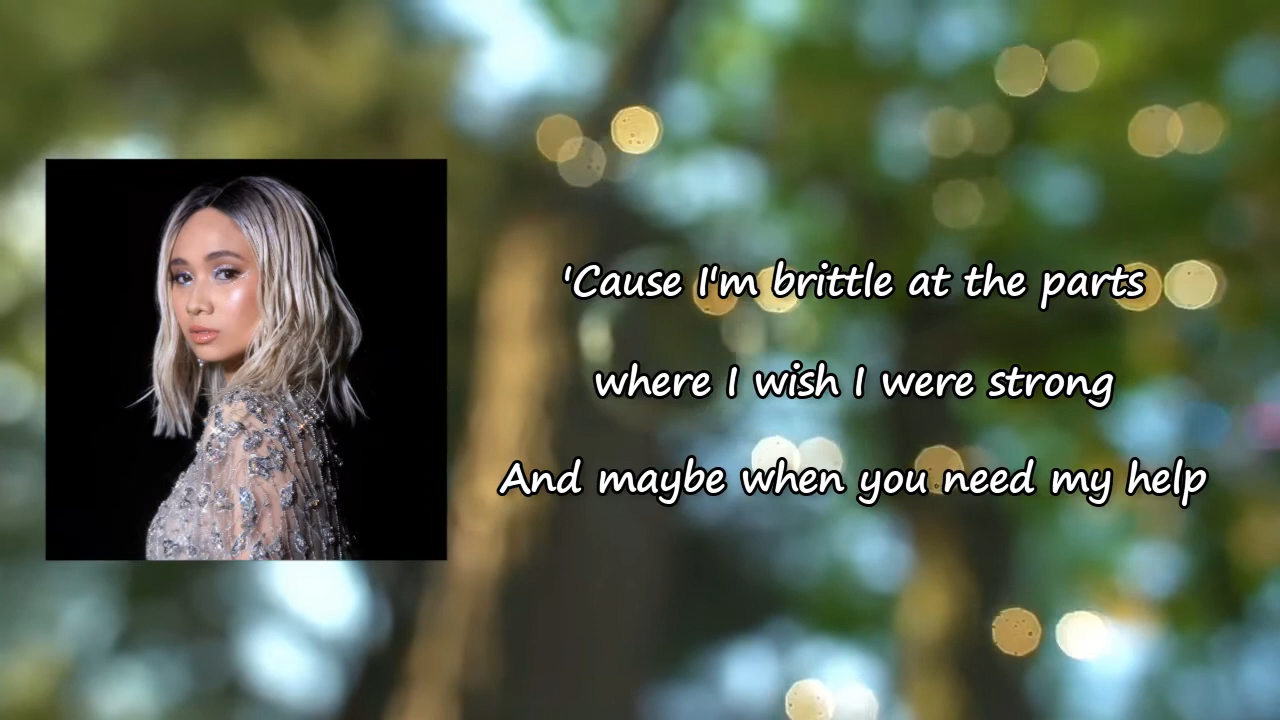 'Cause I'm brittle at the parts
where I wish I were strong
And maybe when you need my help